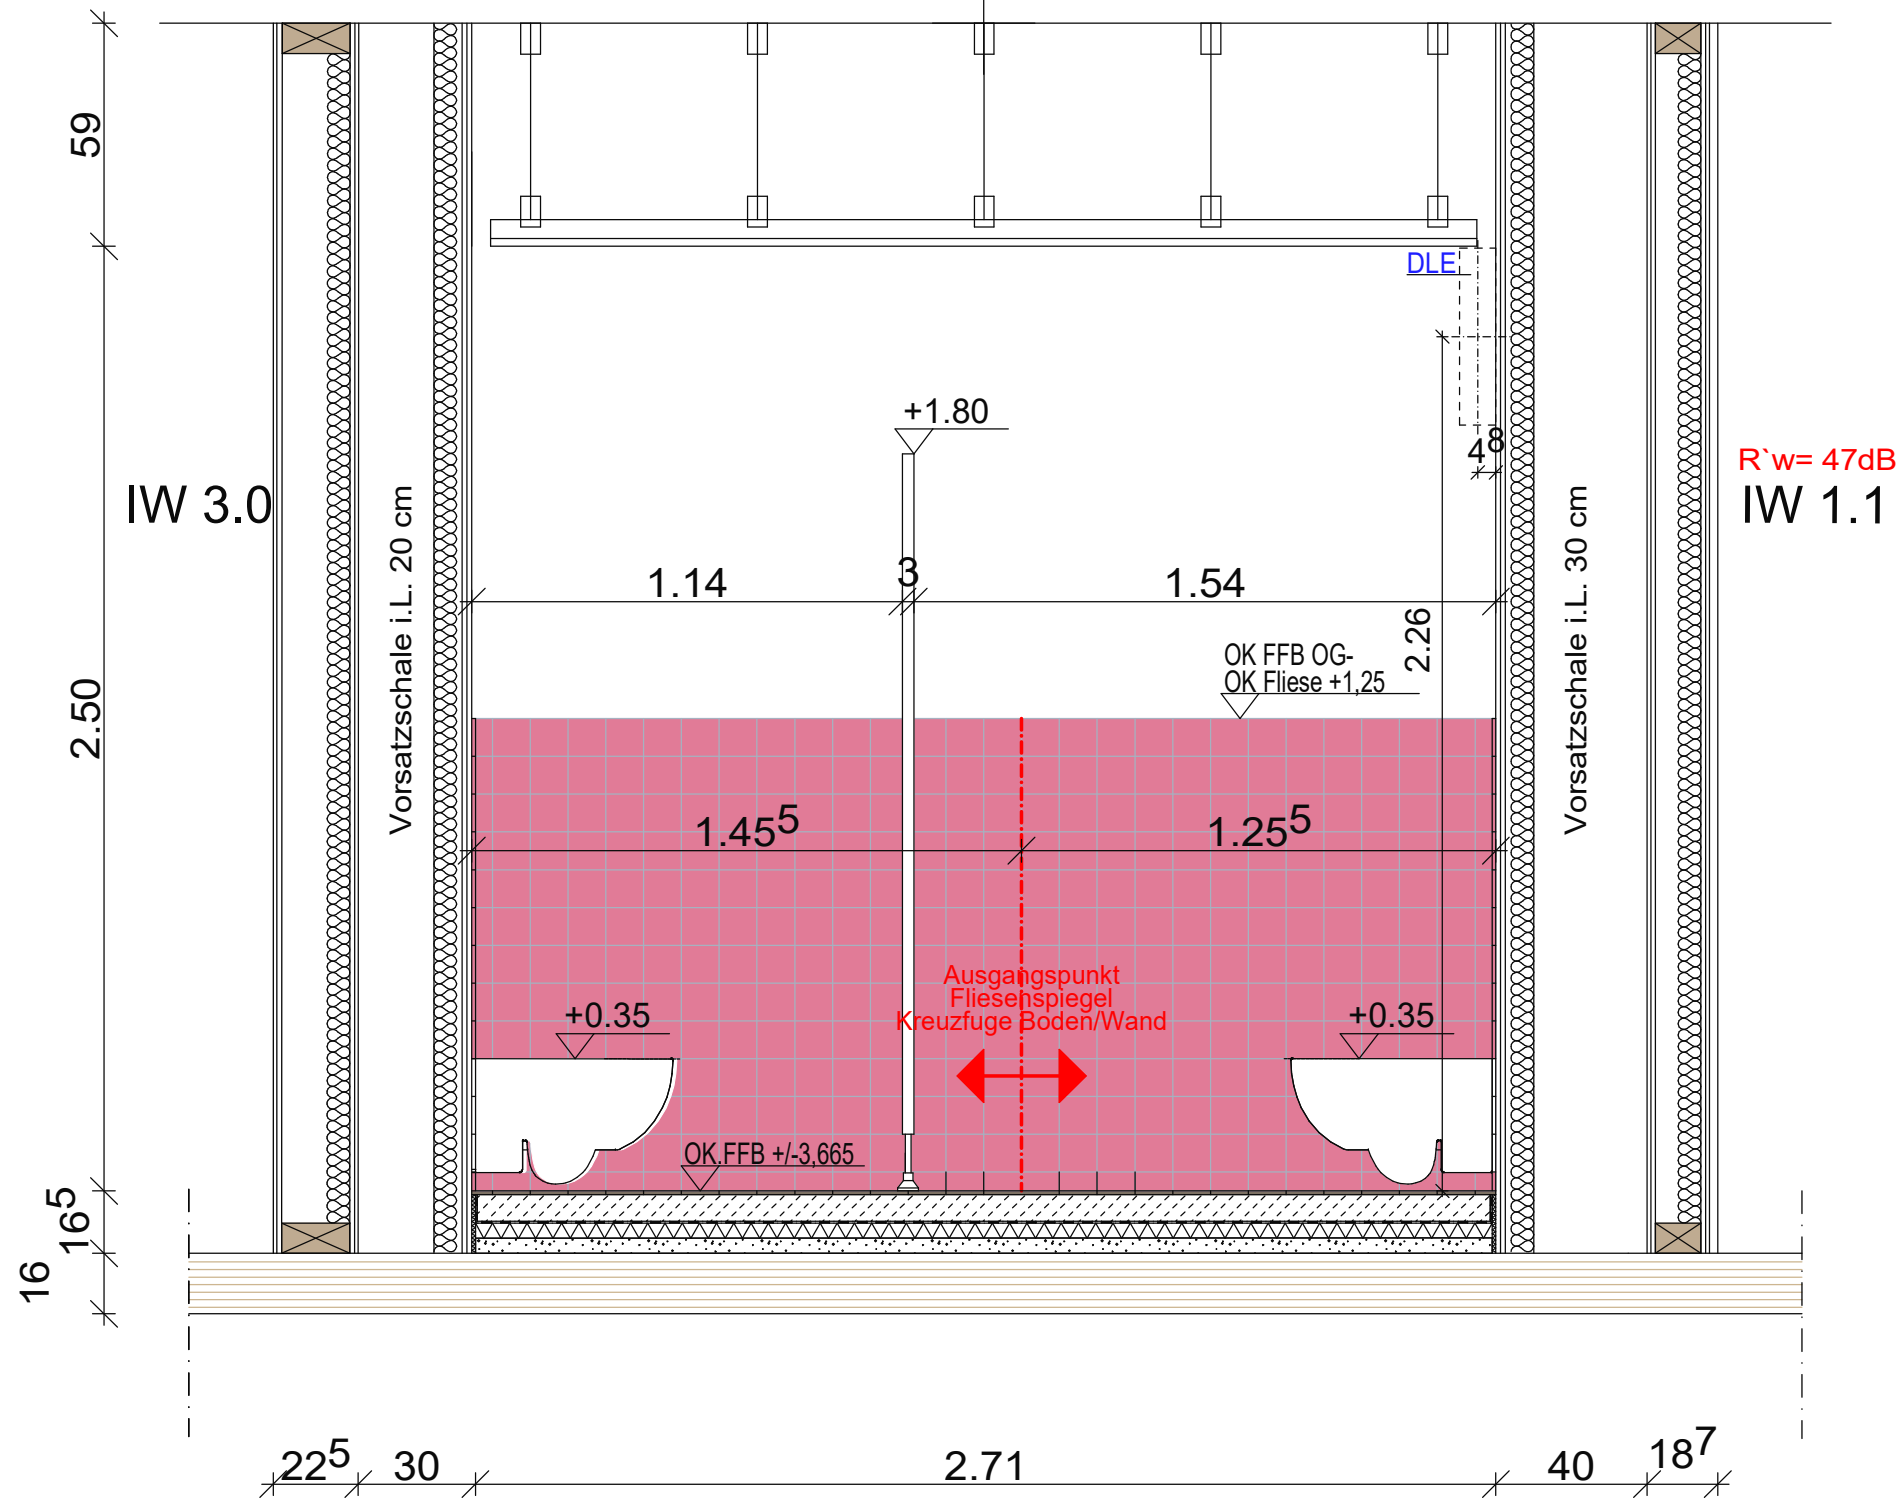 59
DLE
+1.80
4⁸
R`w= 47dB
IW 3.0
IW 1.1
Vorsatzschale i.L. 20 cm
Vorsatzschale i.L. 30 cm
1.14
3
1.54
2.26
OK FFB OG-
OK Fliese +1,25
2.50
1.45⁵
1.25⁵
Ausgangspunkt
Fliesenspiegel
Kreuzfuge Boden/Wand
+0.35
+0.35
OK.FFB +/-3,665
16⁵
16
22⁵
30
2.71
40
18⁷